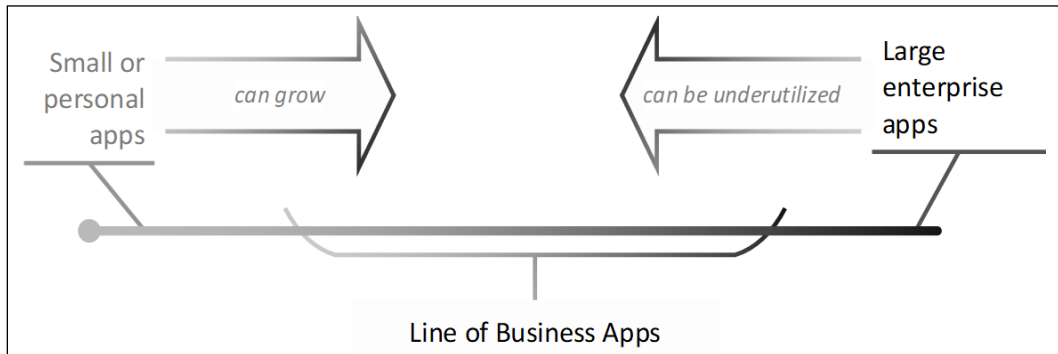 Small or
personal
apps
can grow
can be underutilized
Large
enterprise
apps
Line of Business Apps